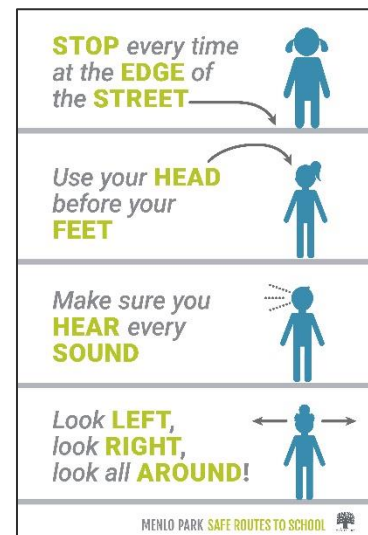 STOP every time
at the EDGE of
the STREET
Use your HEAD
before your
FEET
Make sure you
HEAR every
SOUND
Look LEFT,
look RIGHT,
look all AROUND!
MENLO PARK SAFE ROUTES TO SCHOOL